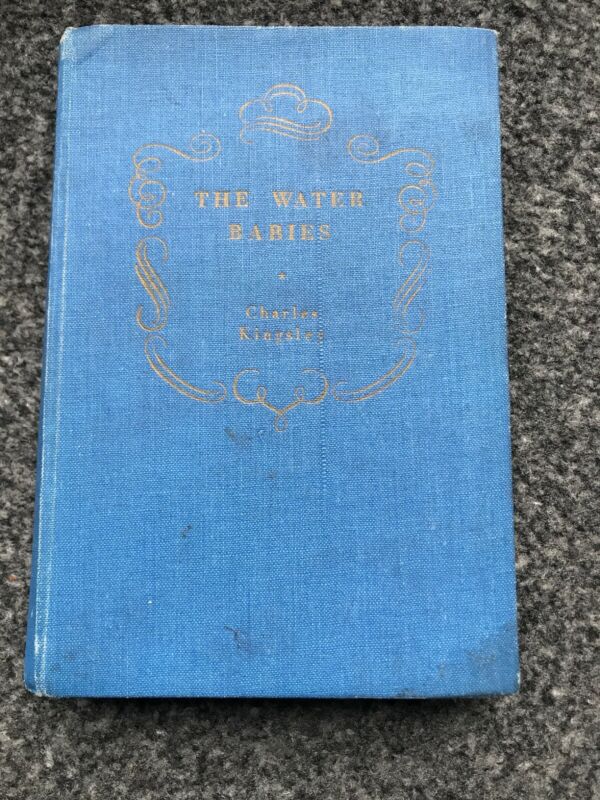 THE WATER
BABIES
*
Charles
Kingsley